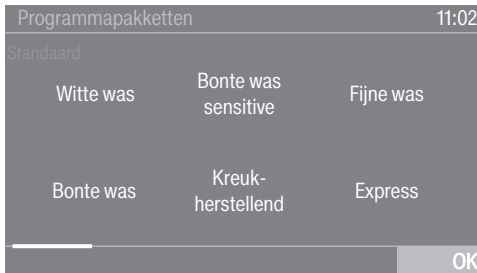 Programmapakketten 11:02
Standaard
Witte was
Bonte was
sensitive
Fijne was
Bonte was
Kreuk-
herstellend
Express
OK